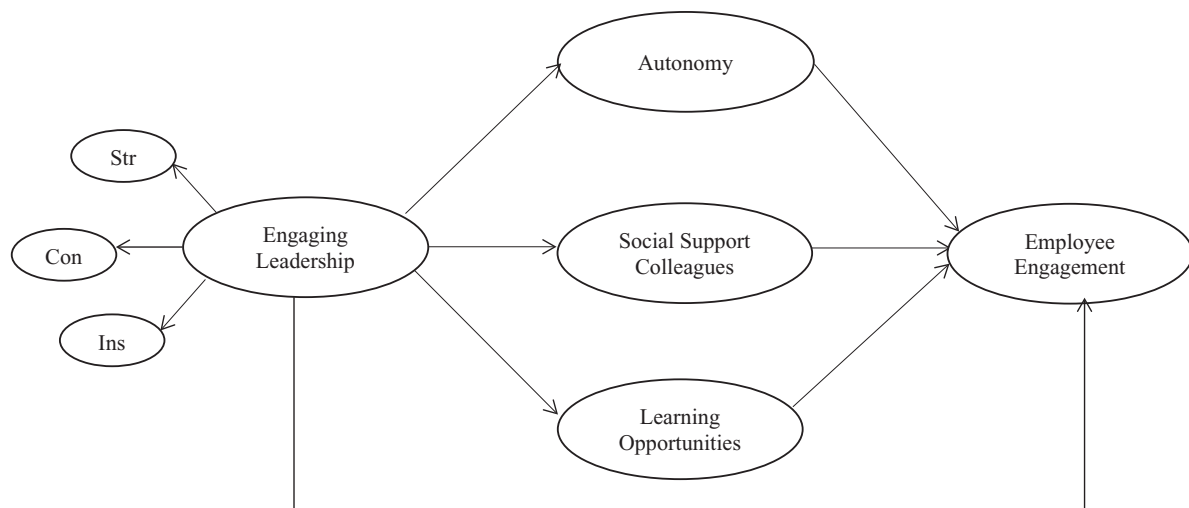 Autonomy
Str
Engaging
Leadership
Con
Ins
Social Support
Colleagues
Employee
Engagement
Learning
Opportunities